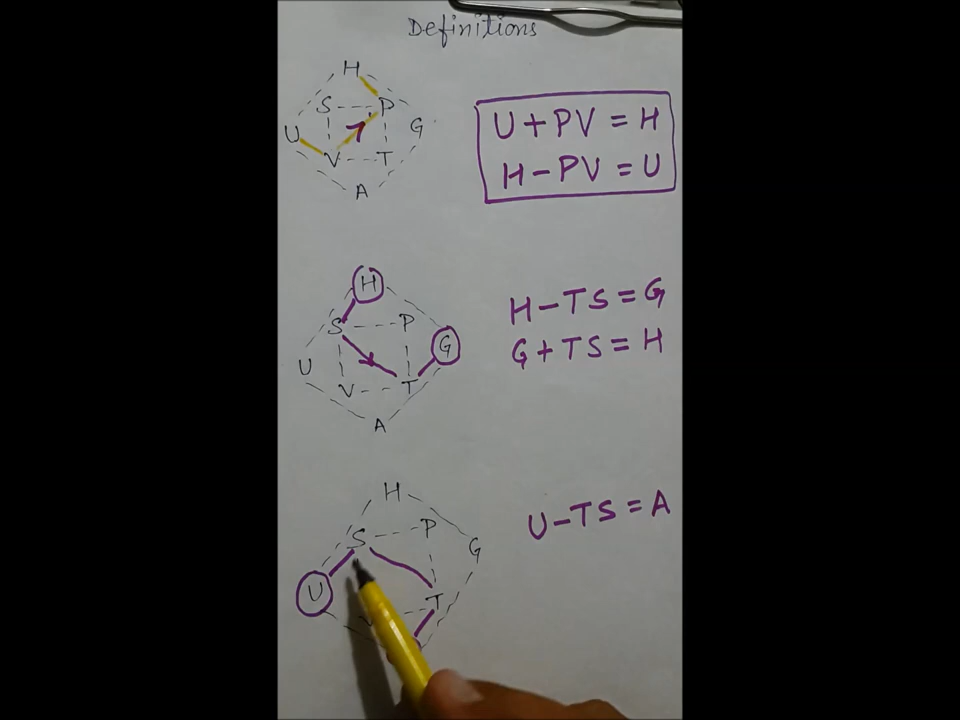 Definitions
H
S P
U G
V T
A
U + PV = H
H - PV = U
H
S P
U G
V T
A
H - TS = G
G + TS = H
H
S P
G
U T
U - TS = A